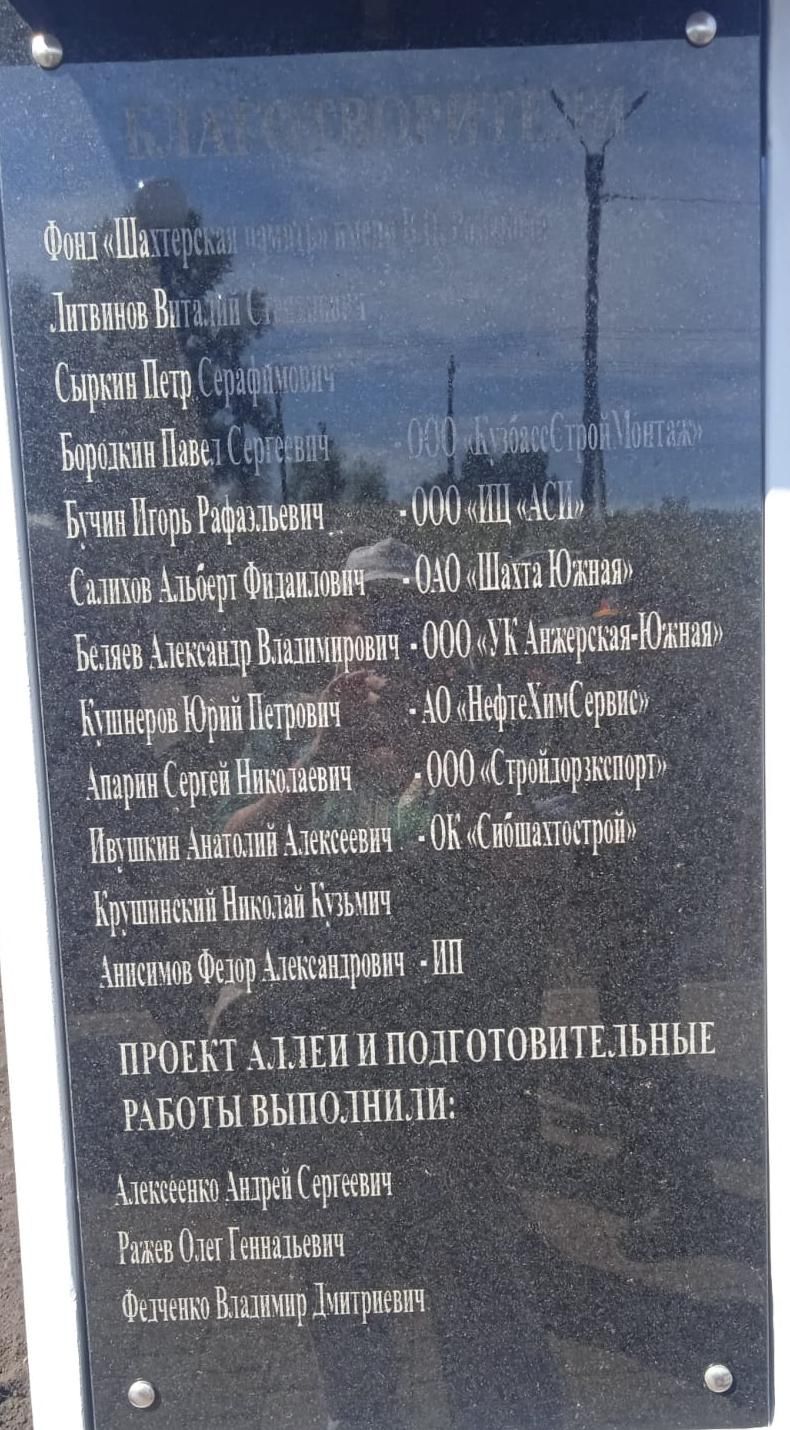 БЛАГОТВОРИТЕЛИ
Фонд «Шахтерская память» имени В.П.
Литвинов Виталий
Сыркин Петр Серафимович
Бородкин Павел Сергеевич - ООО «КузбассСтройМонтаж»
Бучин Игорь Рафаэльевич - ООО «ИЦ «АСИ»
Салихов Альберт Фидаилович - ОАО «Шахта Южная»
Беляев Александр Владимирович - ООО «УК Анжерская-Южная»
Кушнеров Юрий Петрович - АО «НефтеХимСервис»
Апарин Сергей Николаевич - ООО «Стройдорзкспорт»
Ивушкин Анатолий Алексеевич - ОК «Сибшахтострой»
Крушинский Николай Кузьмич
Анисимов Федор Александрович - ИП
ПРОЕКТ АЛЛЕИ И ПОДГОТОВИТЕЛЬНЫЕ
РАБОТЫ ВЫПОЛНИЛИ:
Алексеенко Андрей Сергеевич
Ражев Олег Геннадьевич
Федченко Владимир Дмитриевич